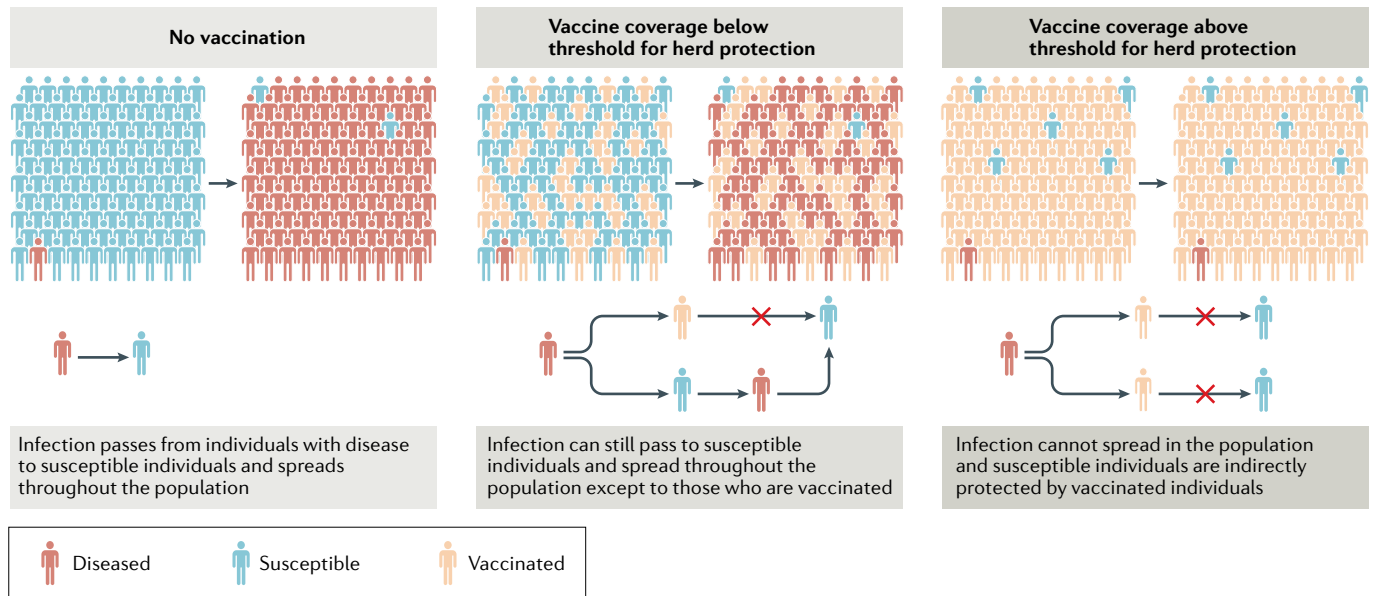 No vaccination
Vaccine coverage below
threshold for herd protection
Vaccine coverage above
threshold for herd protection
Infection passes from individuals with disease
to susceptible individuals and spreads
throughout the population
Infection can still pass to susceptible
individuals and spread throughout the
population except to those who are vaccinated
Infection cannot spread in the population
and susceptible individuals are indirectly
protected by vaccinated individuals
Diseased
Susceptible
Vaccinated